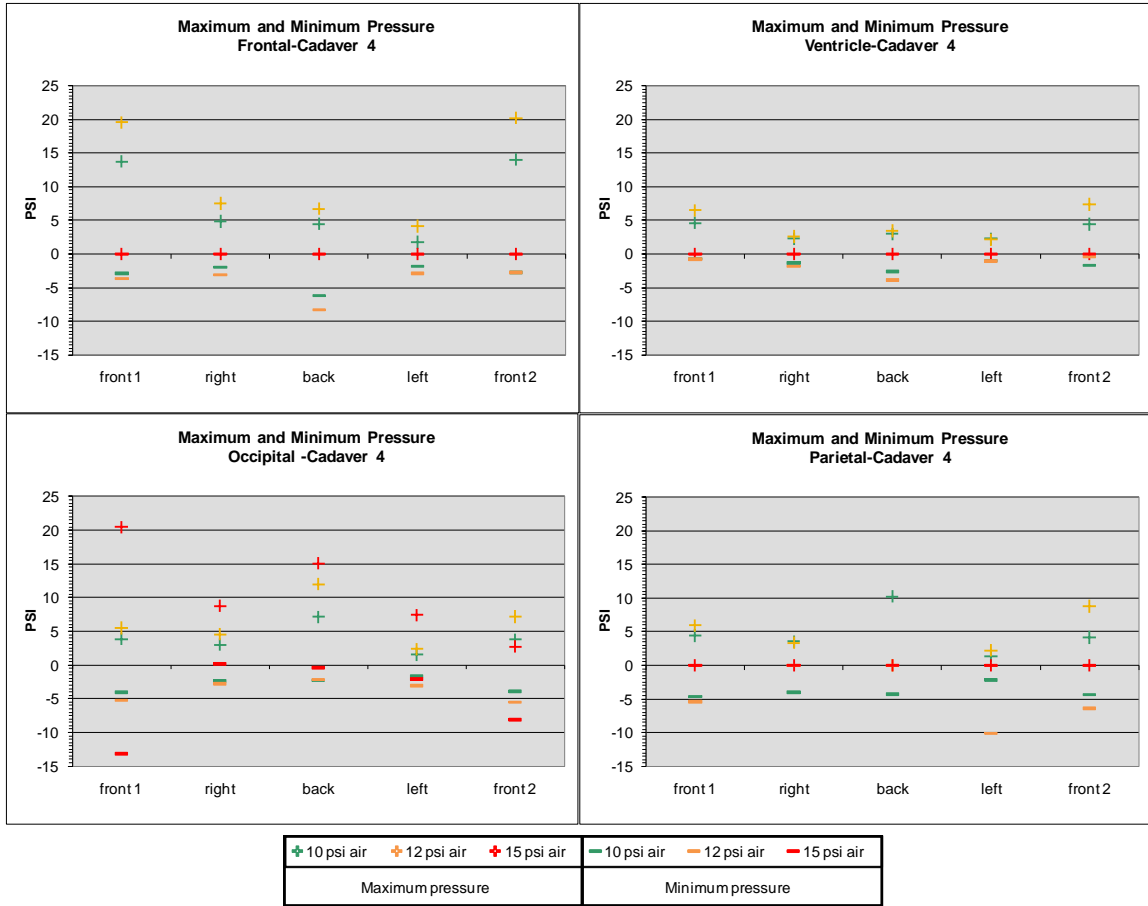 Maximum and Minimum Pressure
Frontal-Cadaver 4
25
20
15
10
5
0
-5
-10
-15
PSI
front 1 right back left front 2
Maximum and Minimum Pressure
Ventricle-Cadaver 4
25
20
15
10
5
0
-5
-10
-15
PSI
front 1 right back left front 2
Maximum and Minimum Pressure
Occipital -Cadaver 4
25
20
15
10
5
0
-5
-10
-15
PSI
front 1 right back left front 2
Maximum and Minimum Pressure
Parietal-Cadaver 4
25
20
15
10
5
0
-5
-10
-15
PSI
front 1 right back left front 2
10 psi air 12 psi air 15 psi air 10 psi air 12 psi air 15 psi air
Maximum pressure Minimum pressure